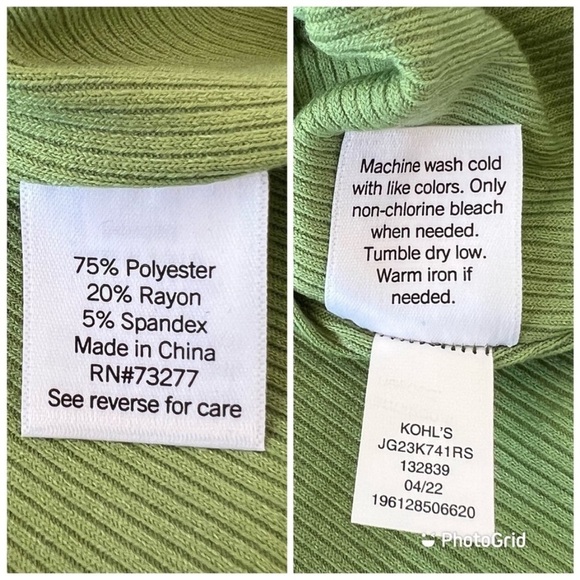 75% Polyester
20% Rayon
5% Spandex
Made in China
RN#73277
See reverse for care
Machine wash cold
with like colors. Only
non-chlorine bleach
when needed.
Tumble dry low.
Warm iron if
needed.
KOHL'S
JG23K741RS
132839
04/22
196128506620
PhotoGrid